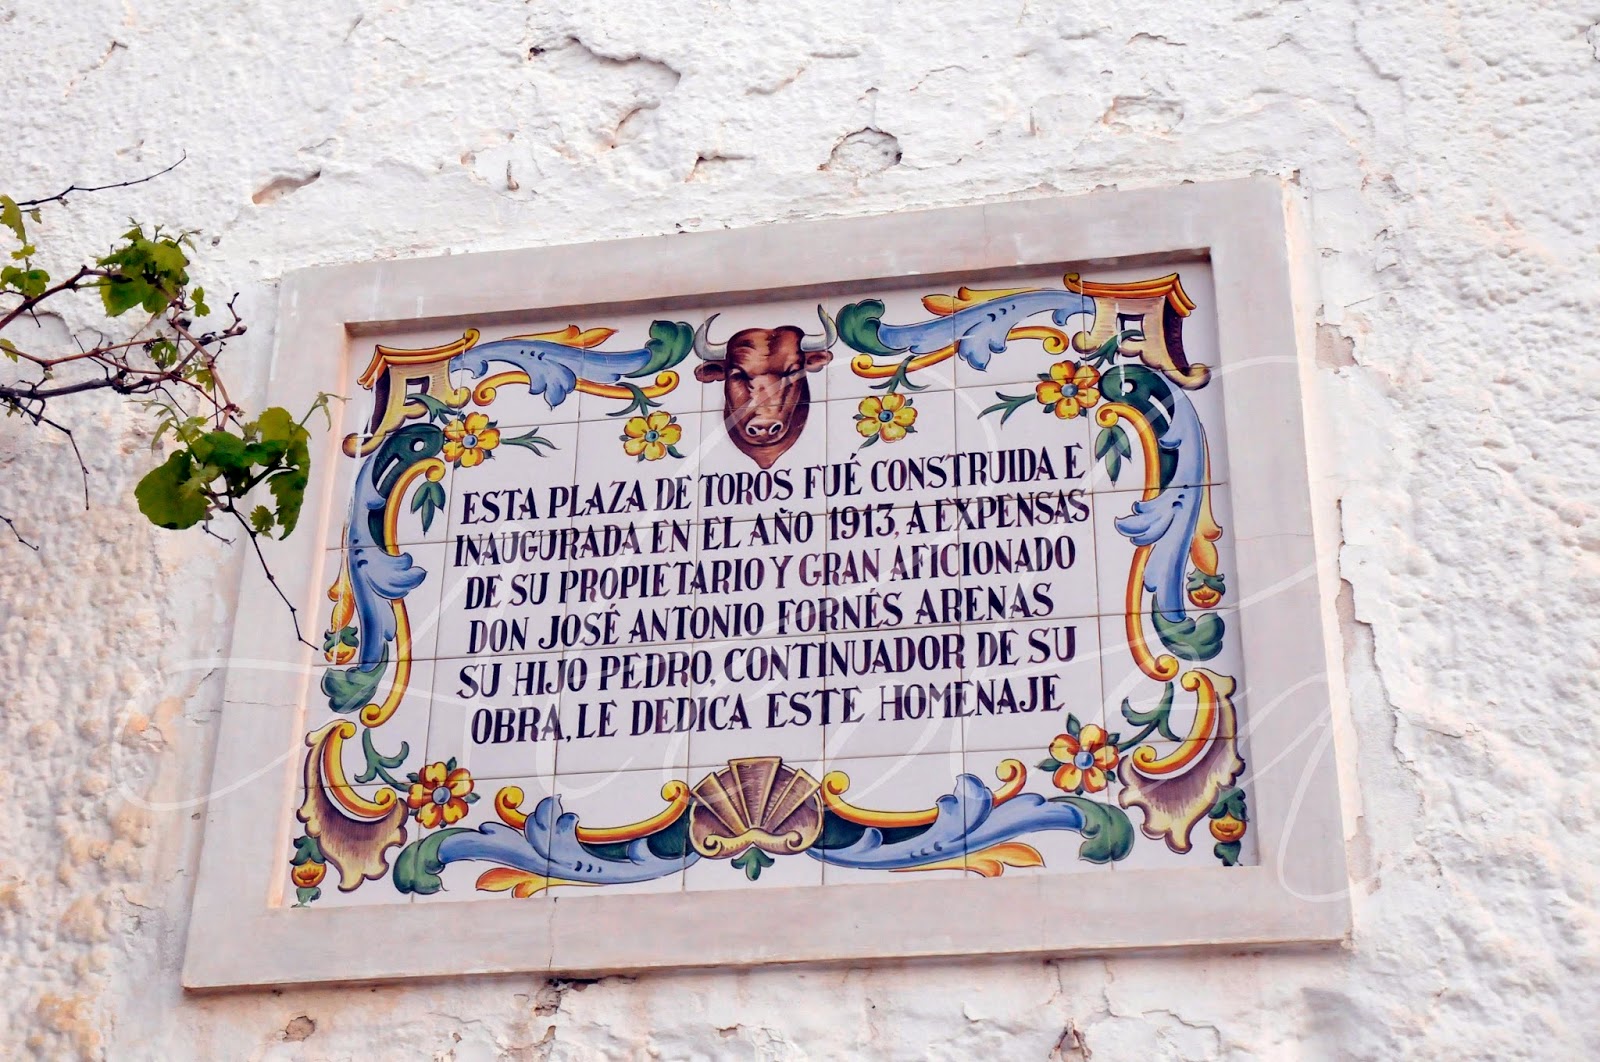 ESTA PLAZA DE TOROS FUÉ CONSTRUIDA E
INAUGURADA EN EL AÑO 1913, A EXPENSAS
DE SU PROPIETARIO Y GRAN AFICIONADO
DON JOSÉ ANTONIO FORNÉS ARENAS
SU HIJO PEDRO, CONTINUADOR DE SU
OBRA, LE DEDICA ESTE HOMENAJE